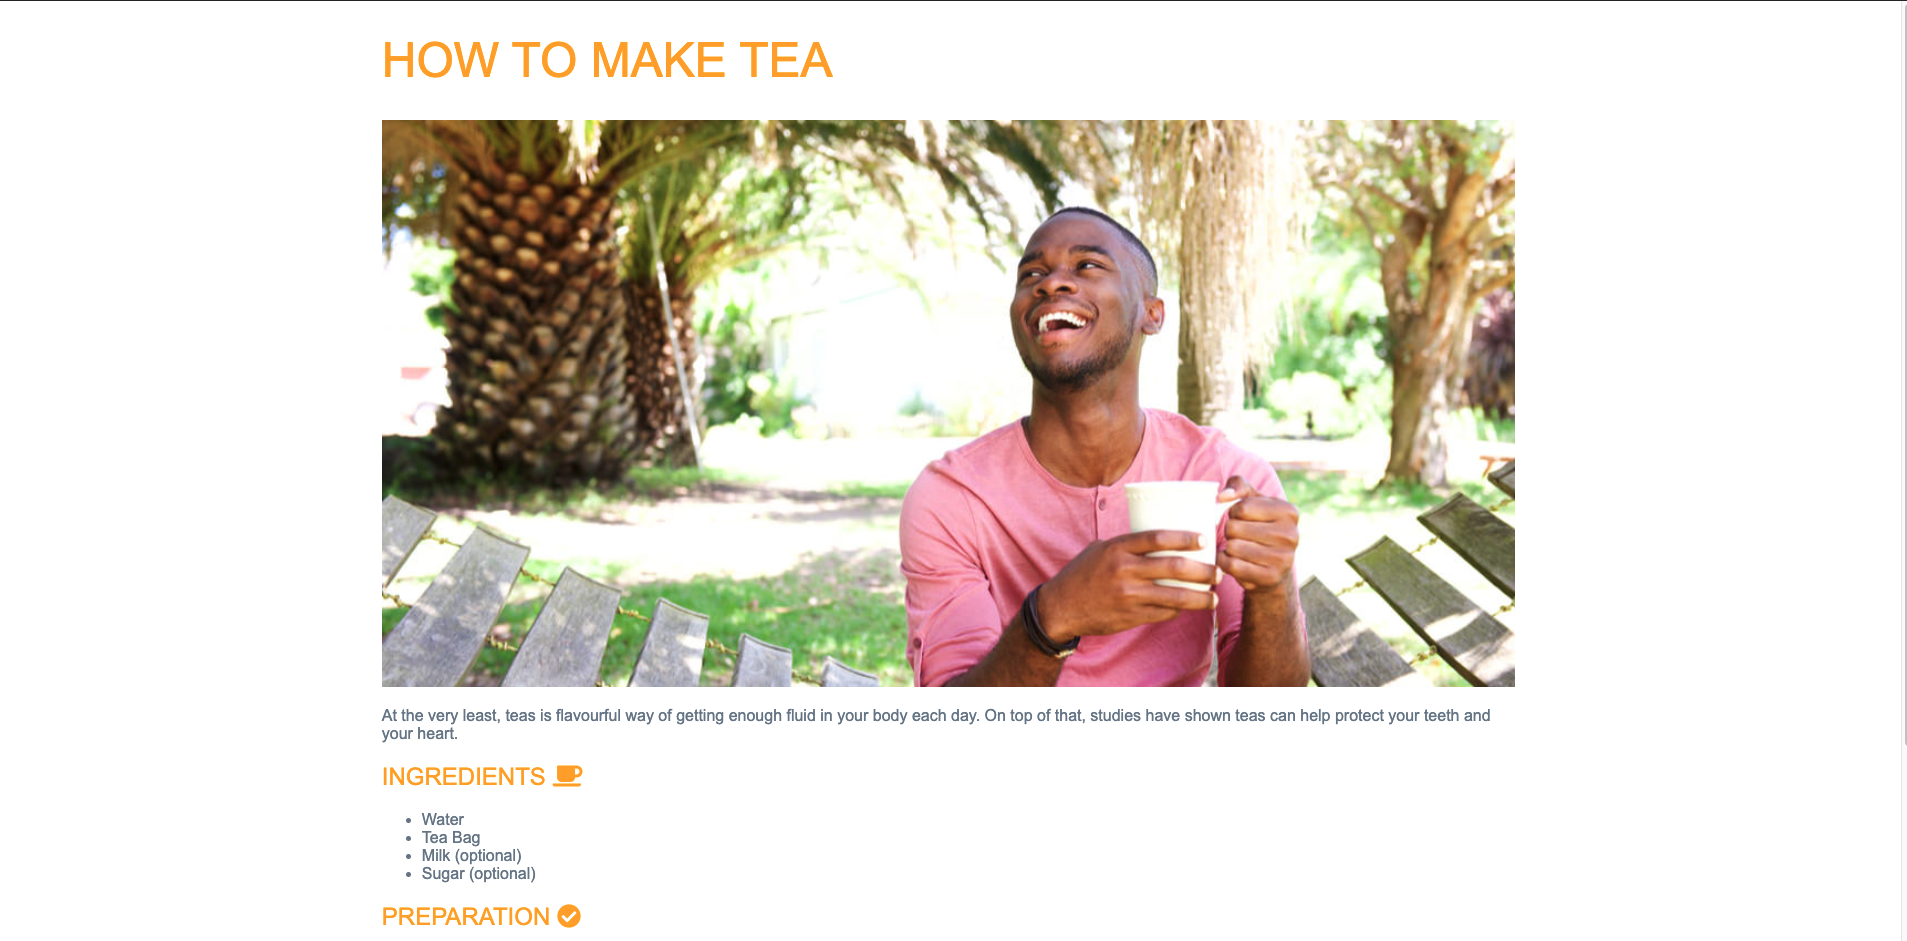 HOW TO MAKE TEA
At the very least, teas is flavourful way of getting enough fluid in your body each day. On top of that, studies have shown teas can help protect your teeth and
your heart.
INGREDIENTS
Water
Tea Bag
Milk (optional)
Sugar (optional)
PREPARATION